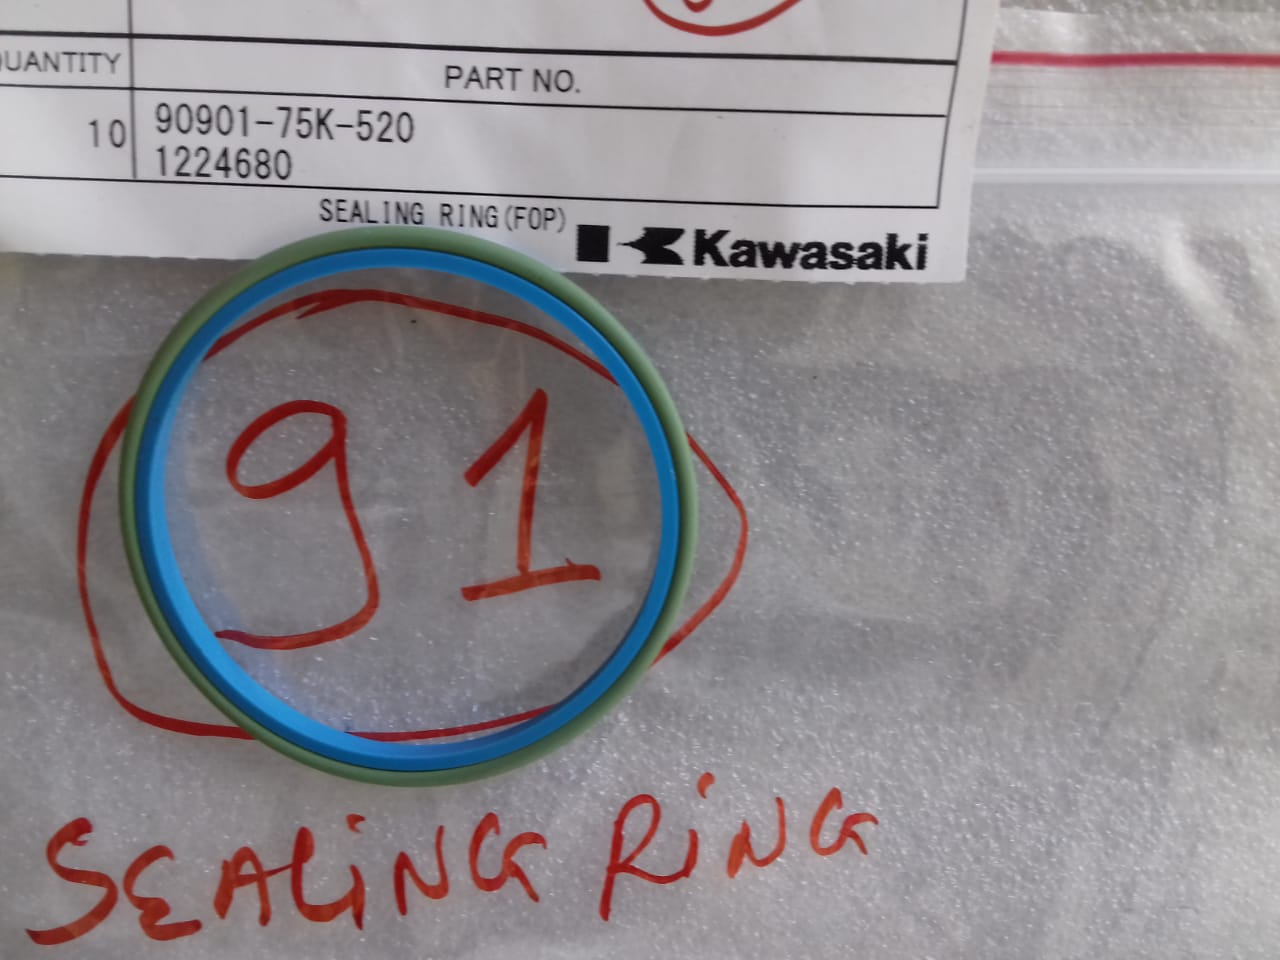 QUANTITY
PART NO.
10
90901-75K-520
1224680
SEALING RING(FOP)
Kawasaki
91
SEALiNG RiNG